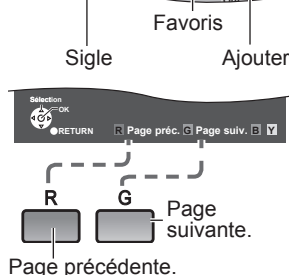 Favoris
Sigle
Ajouter
Sélection
OK
RETURN
R Page préc. G Page suiv. B Y
R
G
Page
suivante.
Page précédente.